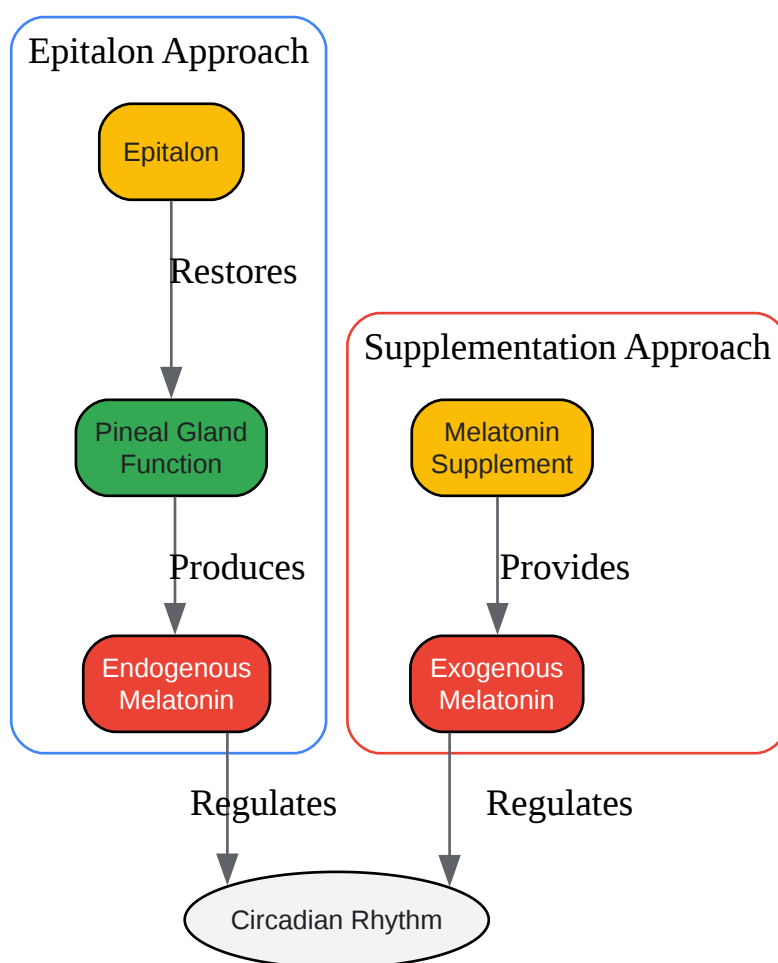 Epitalon Approach
Epitalon
Restores
Supplementation Approach
Pineal Gland
Function
Melatonin
Supplement
Produces
Provides
Endogenous
Melatonin
Exogenous
Melatonin
Regulates
Regulates
Circadian Rhythm